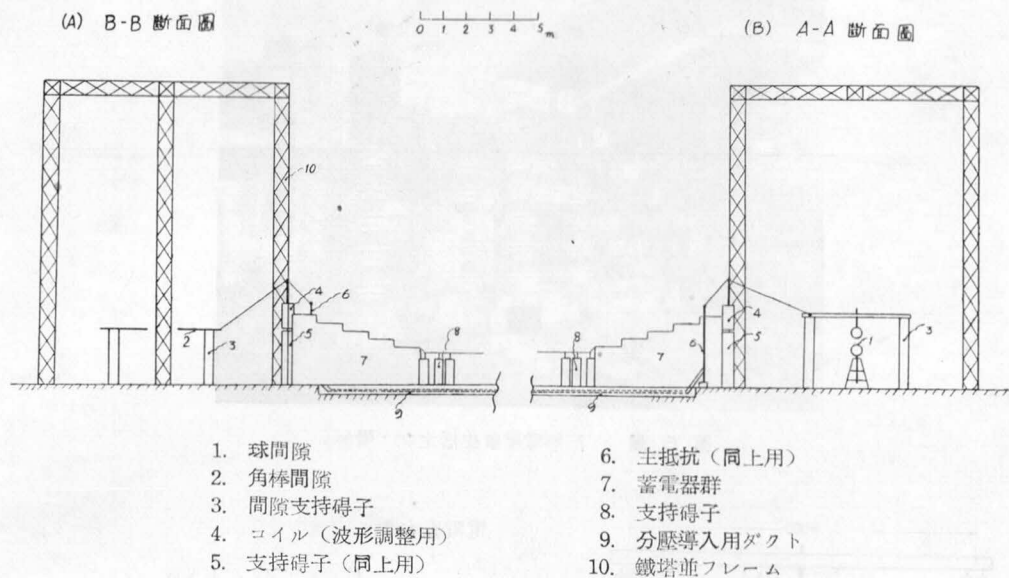 (A) B-B 斷面圖
0 1 2 3 4 5 m
(B) A-A 斷面圖
10
4
6
2
3
5
7
8
9
8
7
6
4
5
1
3
9
1. 球間隙
2. 角棒間隙
3. 間隙支持碍子
4. コイル（波形調整用）
5. 支持碍子（同上用）
6. 主抵抗（同上用）
7. 蓄電器群
8. 支持碍子
9. 分壓導入用ダクト
10. 鐵塔並フレーム